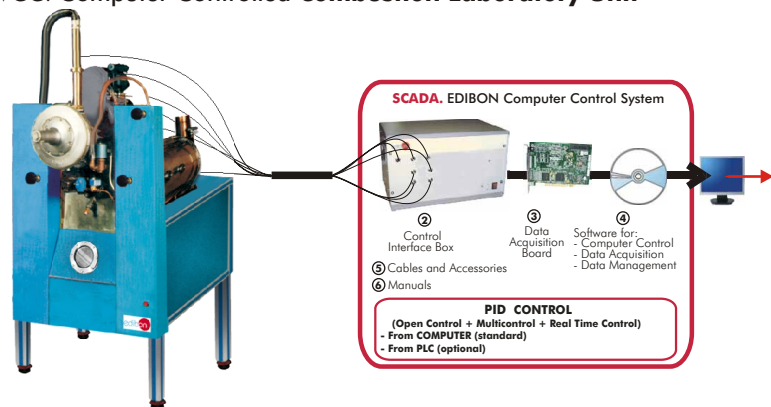 Computer Controlled Combustion Laboratory Unit
SCADA. EDIBON Computer Control System
②
Control
Interface Box
③
Data
Acquisition
Board
④
Software for:
- Computer Control
- Data Acquisition
- Data Management
⑤ Cables and Accessories
⑥ Manuals
PID CONTROL
(Open Control + Multicontrol + Real Time Control)
- From COMPUTER (standard)
- From PLC (optional)
edibon